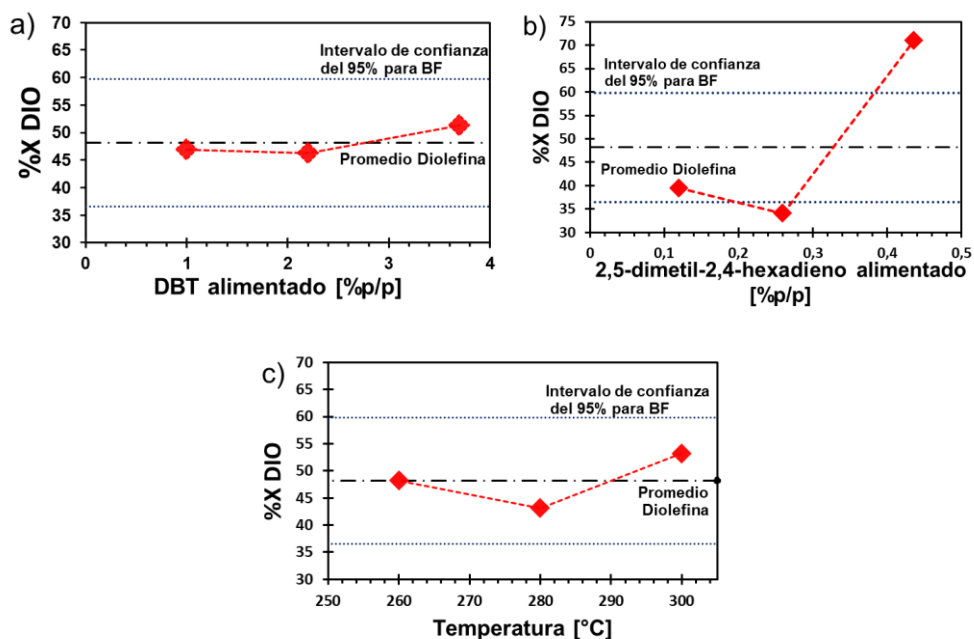 a)
%X DIO
70
65
60
55
50
45
40
35
30
Intervalo de confianza
del 95% para BF
Promedio Diolefina
0
1
2
3
4
DBT alimentado [%p/p]
b)
%X DIO
75
70
65
60
55
50
45
40
35
30
Intervalo de confianza
del 95% para BF
Promedio Diolefina
0
0,1
0,2
0,3
0,4
0,5
2,5-dimetil-2,4-hexadieno alimentado
[%p/p]
c)
%X DIO
70
65
60
55
50
45
40
35
30
Intervalo de confianza
del 95% para BF
Promedio
Diolefina
250
260
270
280
290
300
Temperatura [°C]